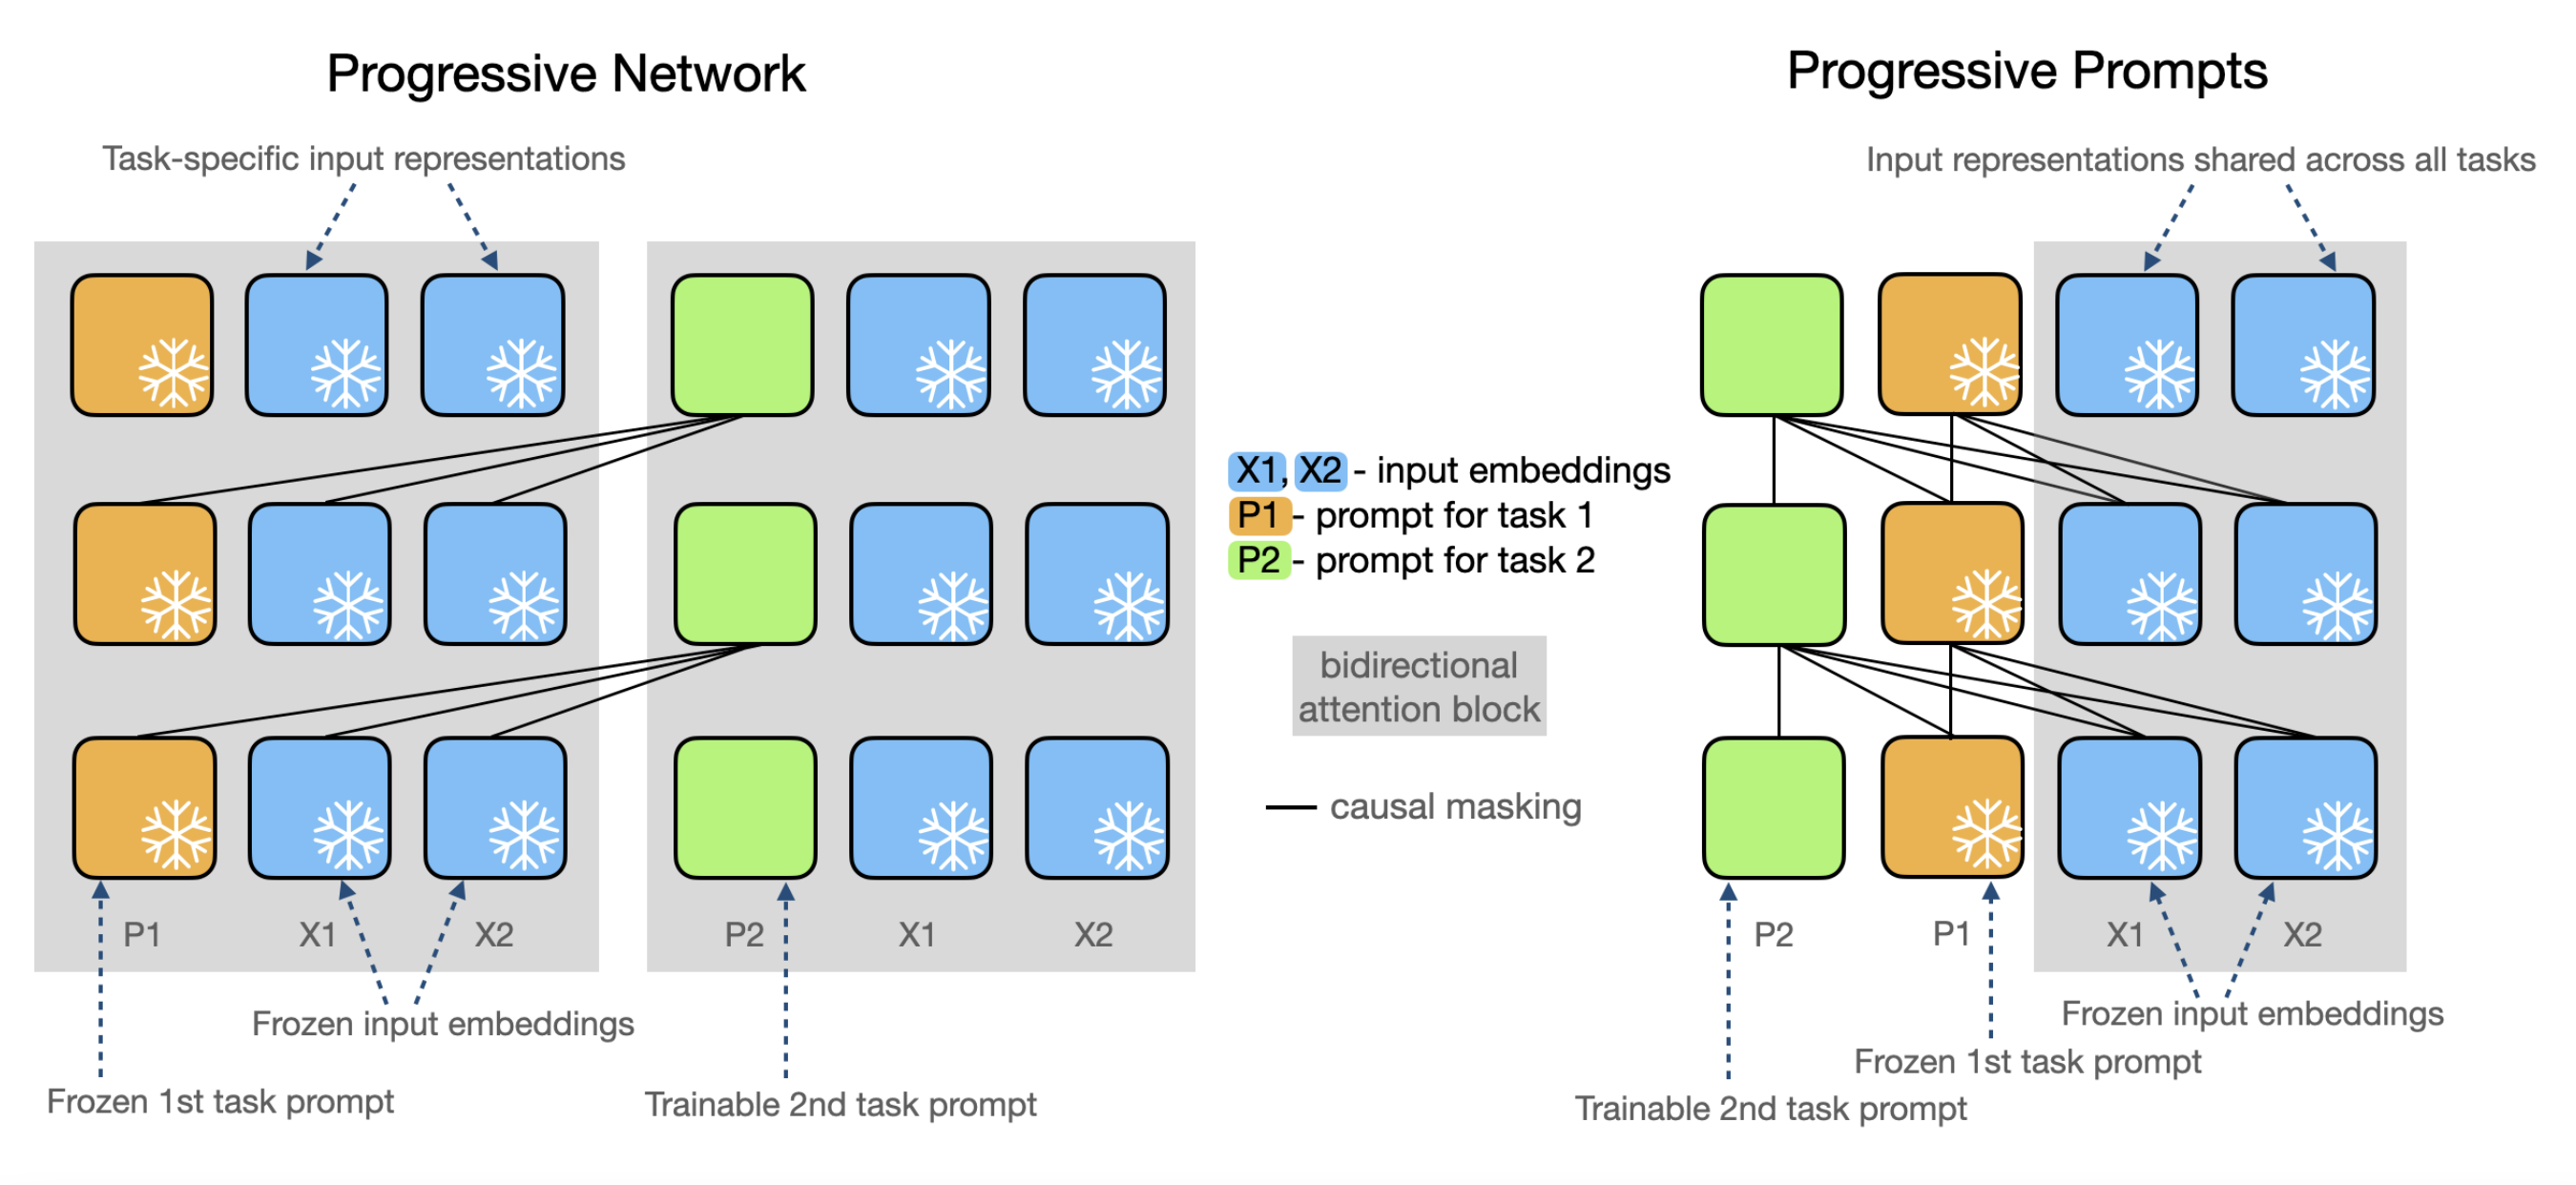 Progressive Network
Task-specific input representations
P1 X1 X2
P2 X1 X2
Frozen input embeddings
Frozen 1st task prompt
Trainable 2nd task prompt
X1, X2 - input embeddings
P1 - prompt for task 1
P2 - prompt for task 2
bidirectional
attention block
causal masking
Progressive Prompts
Input representations shared across all tasks
P2 P1 X1 X2
Frozen input embeddings
Frozen 1st task prompt
Trainable 2nd task prompt